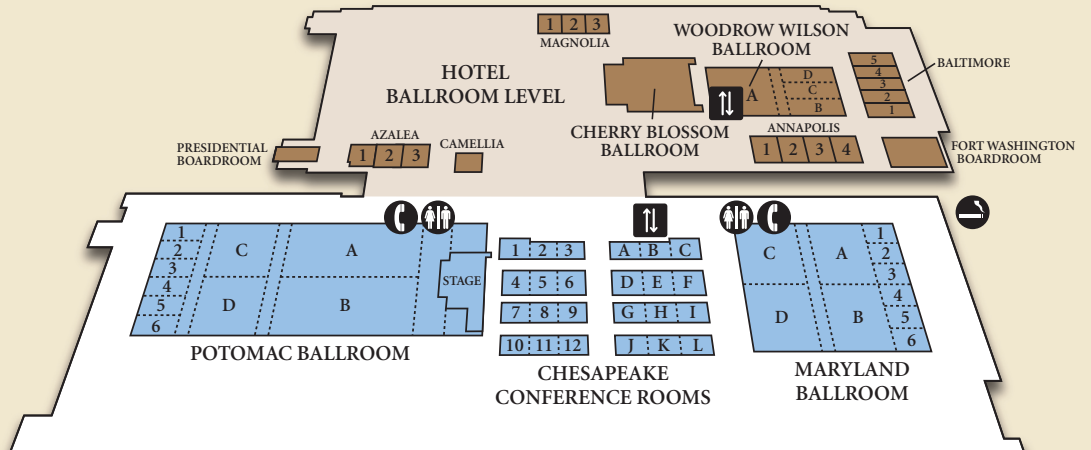 1 2 3
MAGNOLIA
WOODROW WILSON
BALLROOM
HOTEL
BALLROOM LEVEL
A
D
C
B
5
4
3
2
1
BALTIMORE
CHERRY BLOSSOM
BALLROOM
ANNAPOLIS
1 2 3 4
PRESIDENTIAL
BOARDROOM
AZALEA
1 2 3
CAMELLIA
FORT WASHINGTON
BOARDROOM
1
2
3
4
5
6
C
A
D
B
STAGE
POTOMAC BALLROOM
1 2 3
4 5 6
7 8 9
10 11 12
A B C
D E F
G H I
J K L
CHESAPEAKE
CONFERENCE ROOMS
C
A
D
B
1
2
3
4
5
6
MARYLAND
BALLROOM